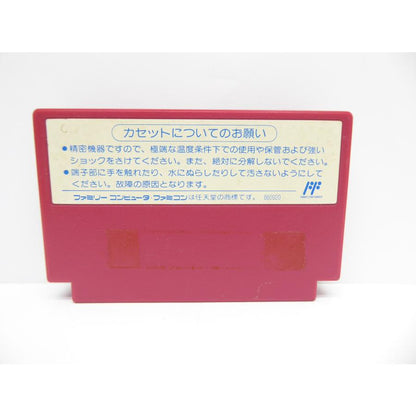 カセットについてのお願い
●精密機器ですので、極端な温度条件下での使用や保管および強い
ショックをさけてください。また、絶対に分解しないでください。
●端子部に手を触れたり、水にぬらしたりして汚さないようにして
ください。故障の原因となります。
ファミリー コンピュータ・ファミコンは任天堂の商標です。